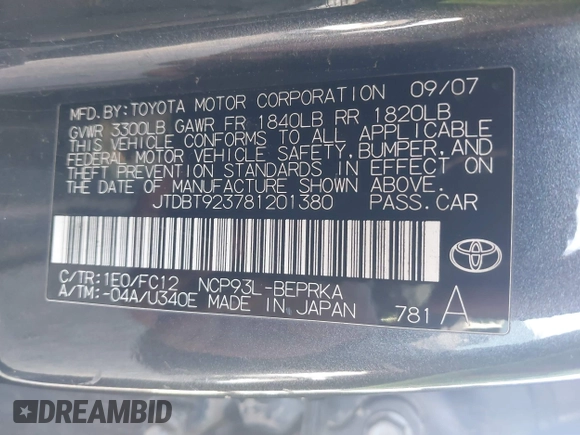 MFD. BY: TOYOTA MOTOR CORPORATION 09/07
GVWR 3300LB GAWR FR 1840LB RR 1820LB
THIS VEHICLE CONFORMS TO ALL APPLICABLE
FEDERAL MOTOR VEHICLE SAFETY, BUMPER, AND
THEFT PREVENTION STANDARDS IN EFFECT ON
THE DATE OF MANUFACTURE SHOWN ABOVE.
JTDBT923781201380 PASS. CAR
C/TR: 1E0/FC12 NCP93L-BEPRKA
A/TM: -04A/U340E MADE IN JAPAN 781 A
DREAMBID